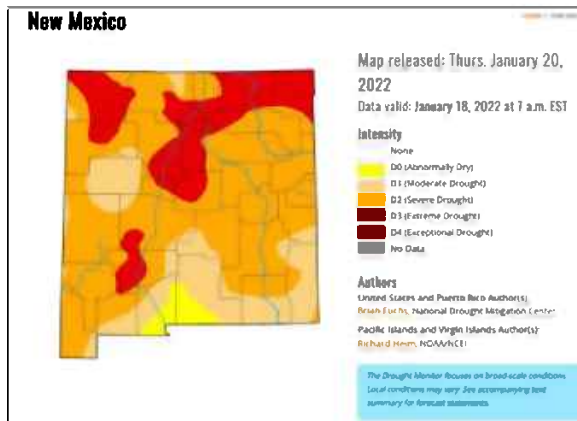 New Mexico
Map released: Thurs. January 20,
2022
Data valid: January 18, 2022 at 7 a.m. EST
Intensity
None
D0 (Abnormally Dry)
D1 (Moderate Drought)
D2 (Severe Drought)
D3 (Extreme Drought)
D4 (Exceptional Drought)
No Data
Authors
United States and Puerto Rico Author(s):
Brian Fuchs, National Drought Mitigation Center
Pacific Islands and Virgin Islands Author(s):
Richard Heim, NOAA/NCEI
The Drought Monitor focuses on broad-scale conditions.
Local conditions may vary. See accompanying text
summary for forecast statements.